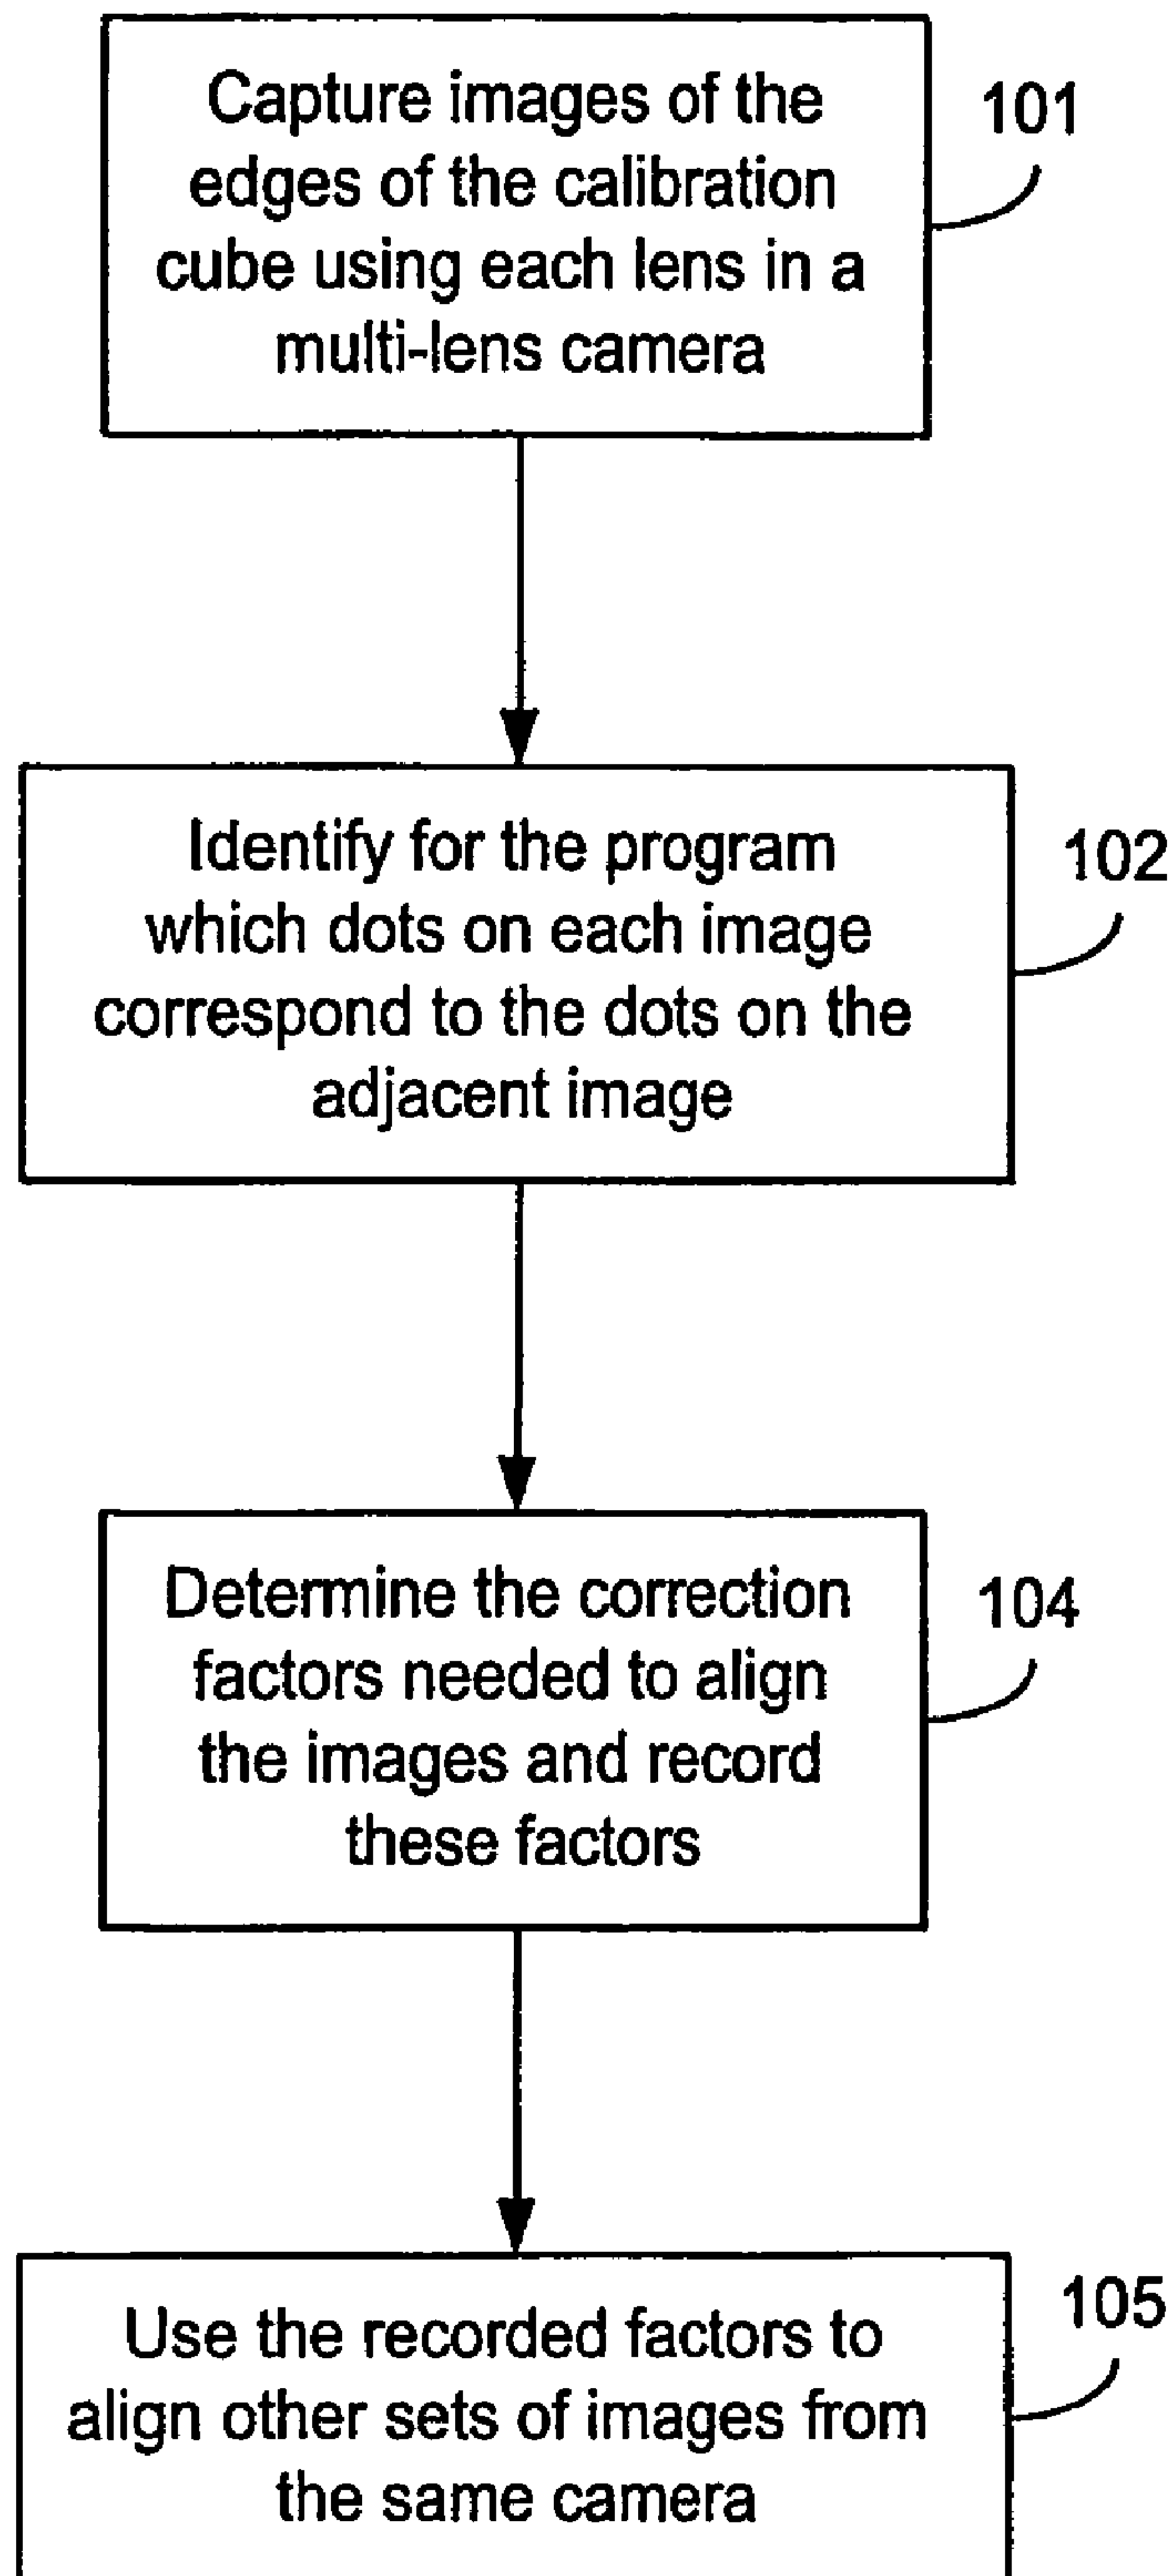 Capture images of the
edges of the calibration
cube using each lens in a
multi-lens camera
101
Identify for the program
which dots on each image
correspond to the dots on the
adjacent image
102
Determine the correction
factors needed to align
the images and record
these factors
104
Use the recorded factors to
align other sets of images from
the same camera
105